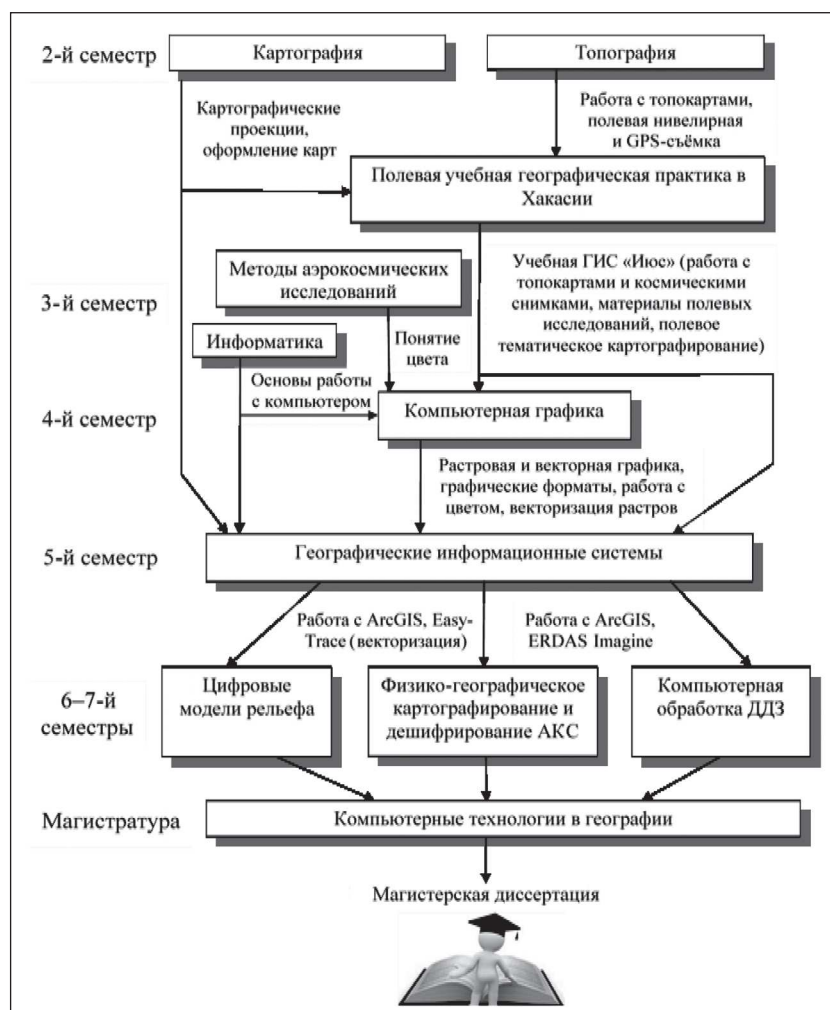 2-й семестр
Картография
Топография
Картографические
проекции,
оформление карт
Работа с топокартами,
полевая нивелирная
и GPS-съёмка
Полевая учебная географическая практика в
Хакасии
3-й семестр
Методы аэрокосмических
исследований
Учебная ГИС «Июс» (работа с
топокартами и космическими
снимками, материалы полевых
исследований, полевое
тематическое картографирование)
Информатика
Понятие
цвета
Основы работы
с компьютером
4-й семестр
Компьютерная графика
Растровая и векторная графика,
графические форматы, работа с
цветом, векторизация растров
5-й семестр
Географические информационные системы
Работа с ArcGIS, Easy-
Trace (векторизация)
Работа с ArcGIS,
ERDAS Imagine
6–7-й
семестры
Цифровые
модели рельефа
Физико-географическое
картографирование и
дешифрирование АКС
Компьютерная
обработка ДДЗ
Магистратура
Компьютерные технологии в географии
Магистерская диссертация